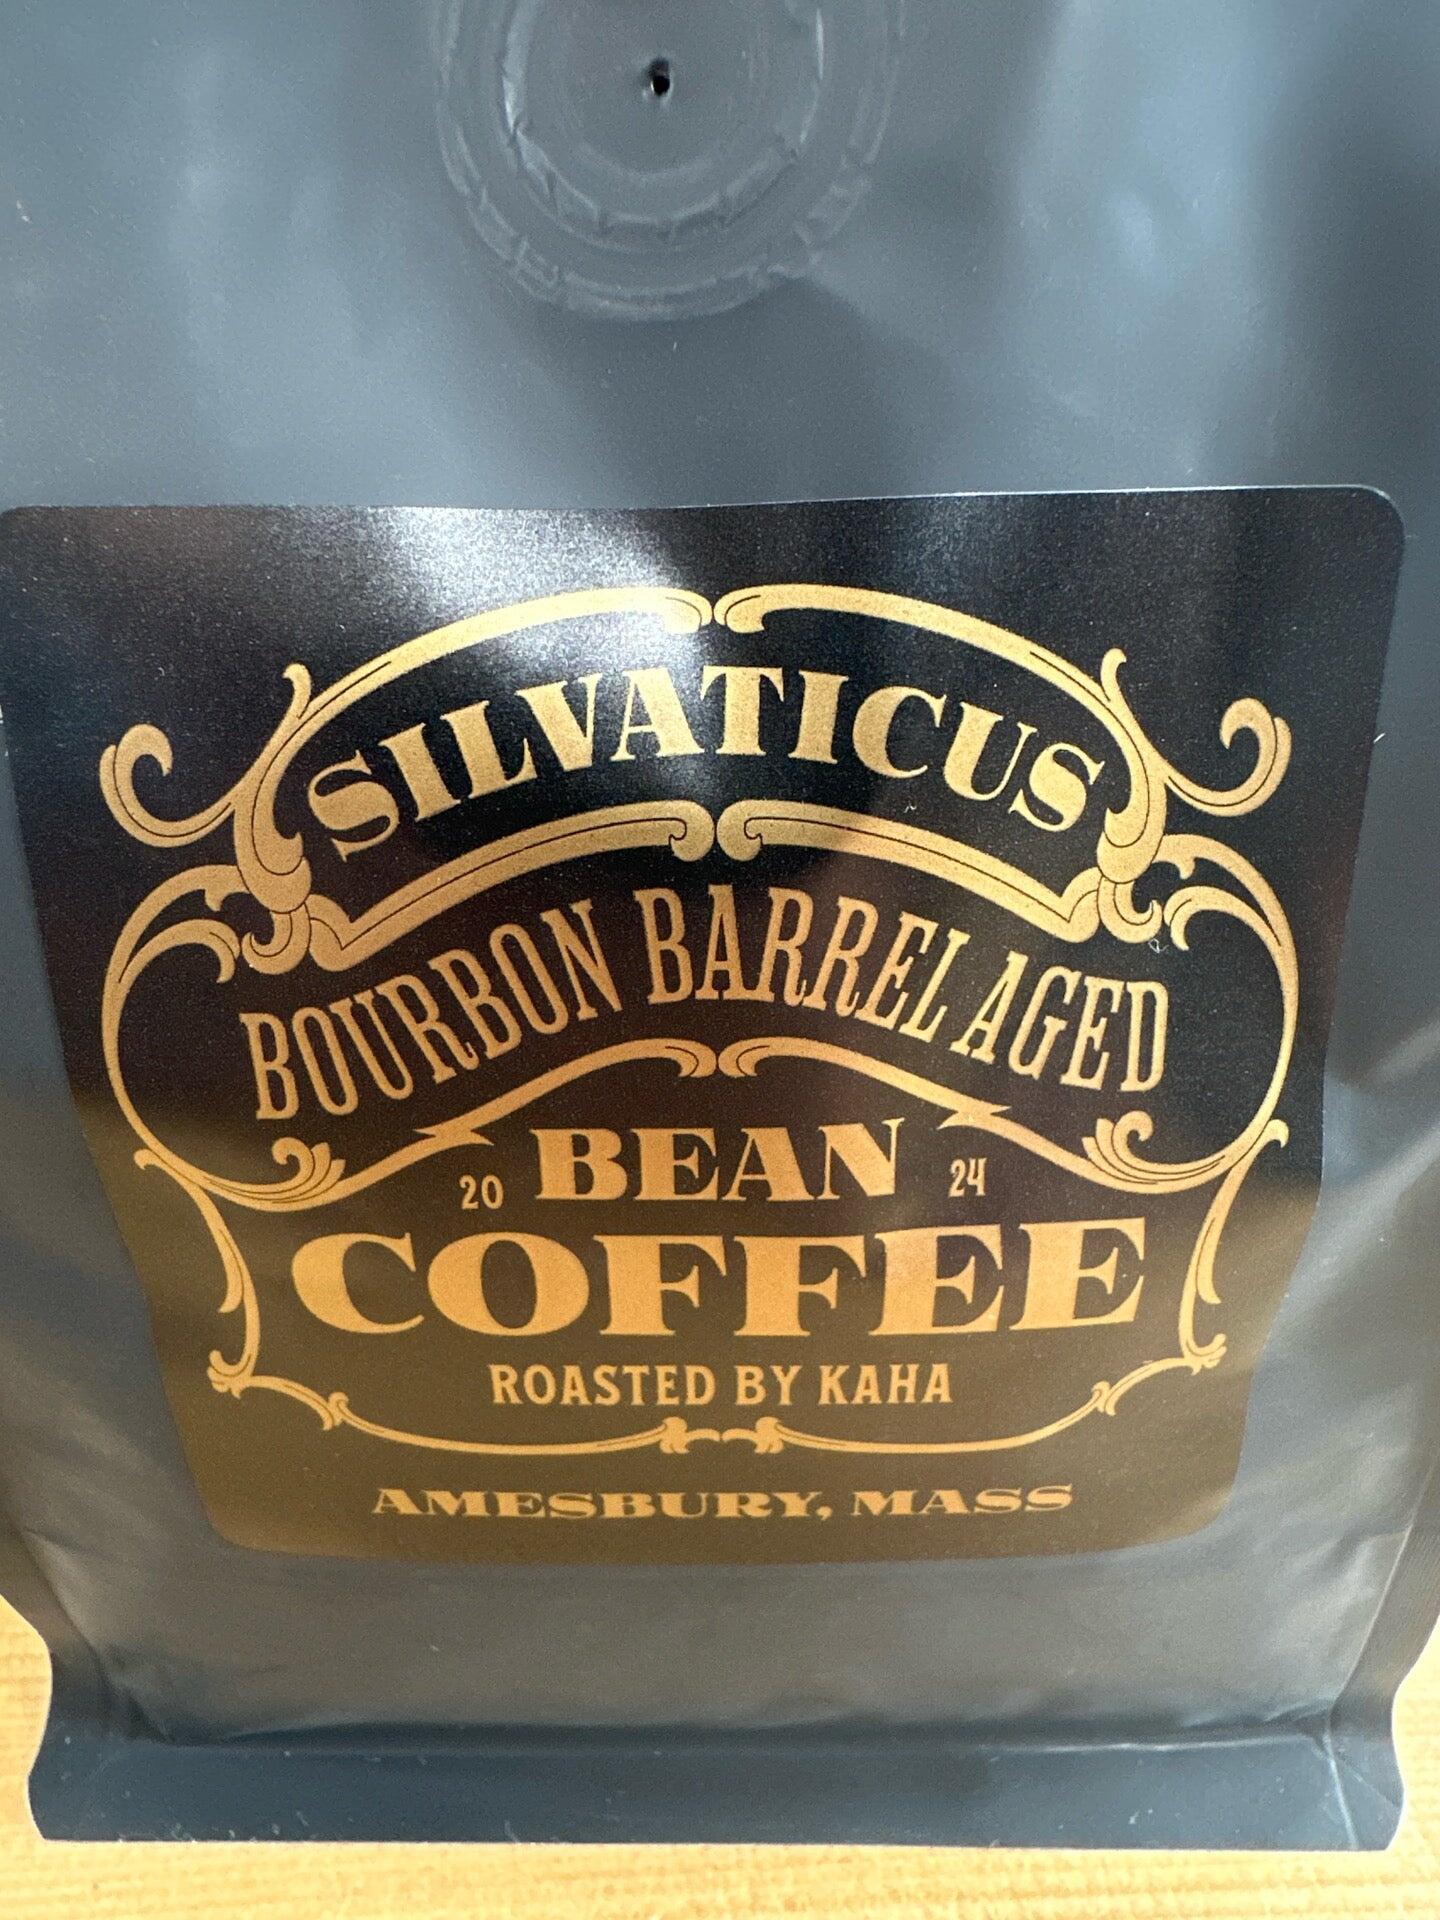 SILVATICUS
BOURBON BARREL AGED
20 BEAN 24
COFFEE
ROASTED BY KAHA
AMESBURY, MASS